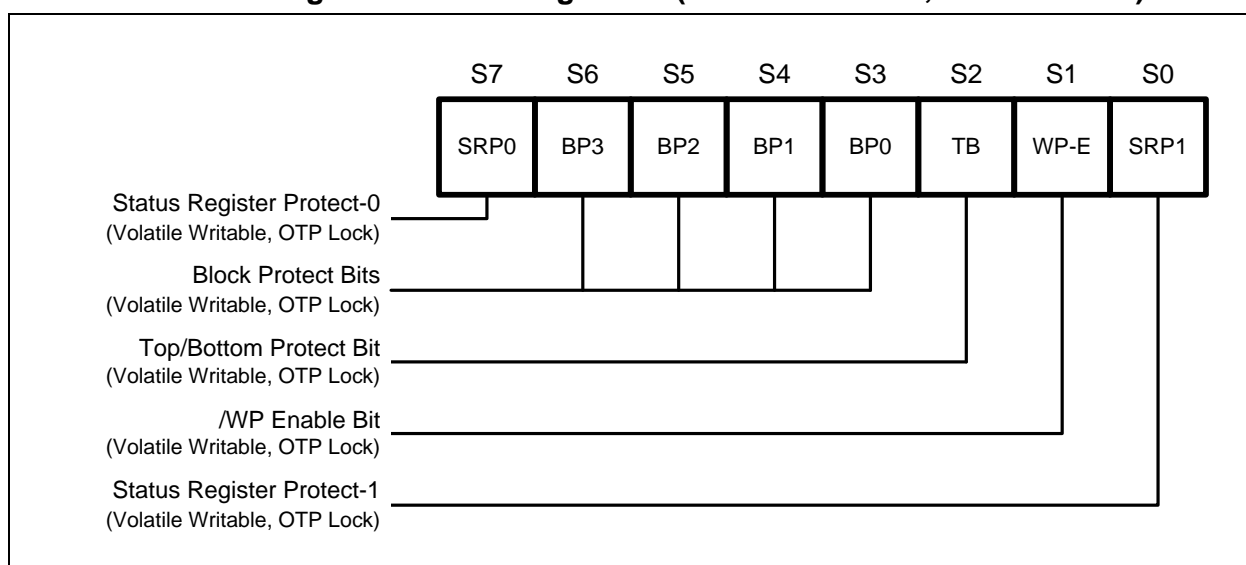 S7 S6 S5 S4 S3 S2 S1 S0
SRP0 BP3 BP2 BP1 BP0 TB WP-E SRP1
Status Register Protect-0
(Volatile Writable, OTP Lock)
Block Protect Bits
(Volatile Writable, OTP Lock)
Top/Bottom Protect Bit
(Volatile Writable, OTP Lock)
/WP Enable Bit
(Volatile Writable, OTP Lock)
Status Register Protect-1
(Volatile Writable, OTP Lock)